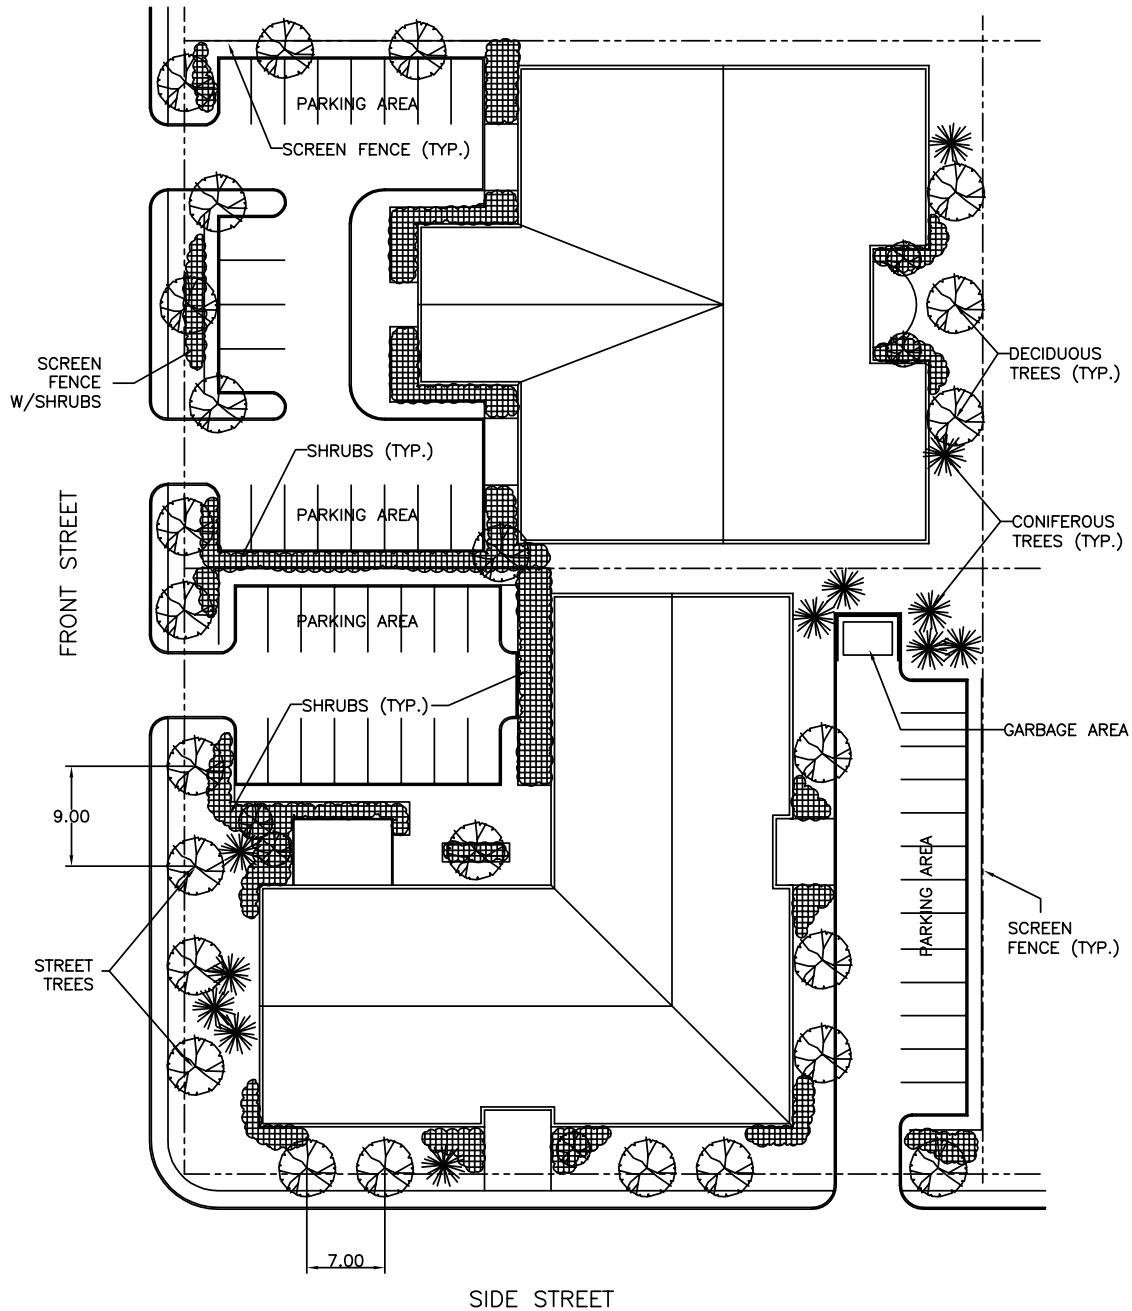 PARKING AREA
SCREEN FENCE (TYP.)
DECIDUOUS
TREES (TYP.)
SCREEN
FENCE
W/SHRUBS
SHRUBS (TYP.)
FRONT STREET
PARKING AREA
CONIFEROUS
TREES (TYP.)
PARKING AREA
SHRUBS (TYP.)
GARBAGE AREA
9.00
PARKING AREA
SCREEN
FENCE (TYP.)
STREET
TREES
7.00
SIDE STREET